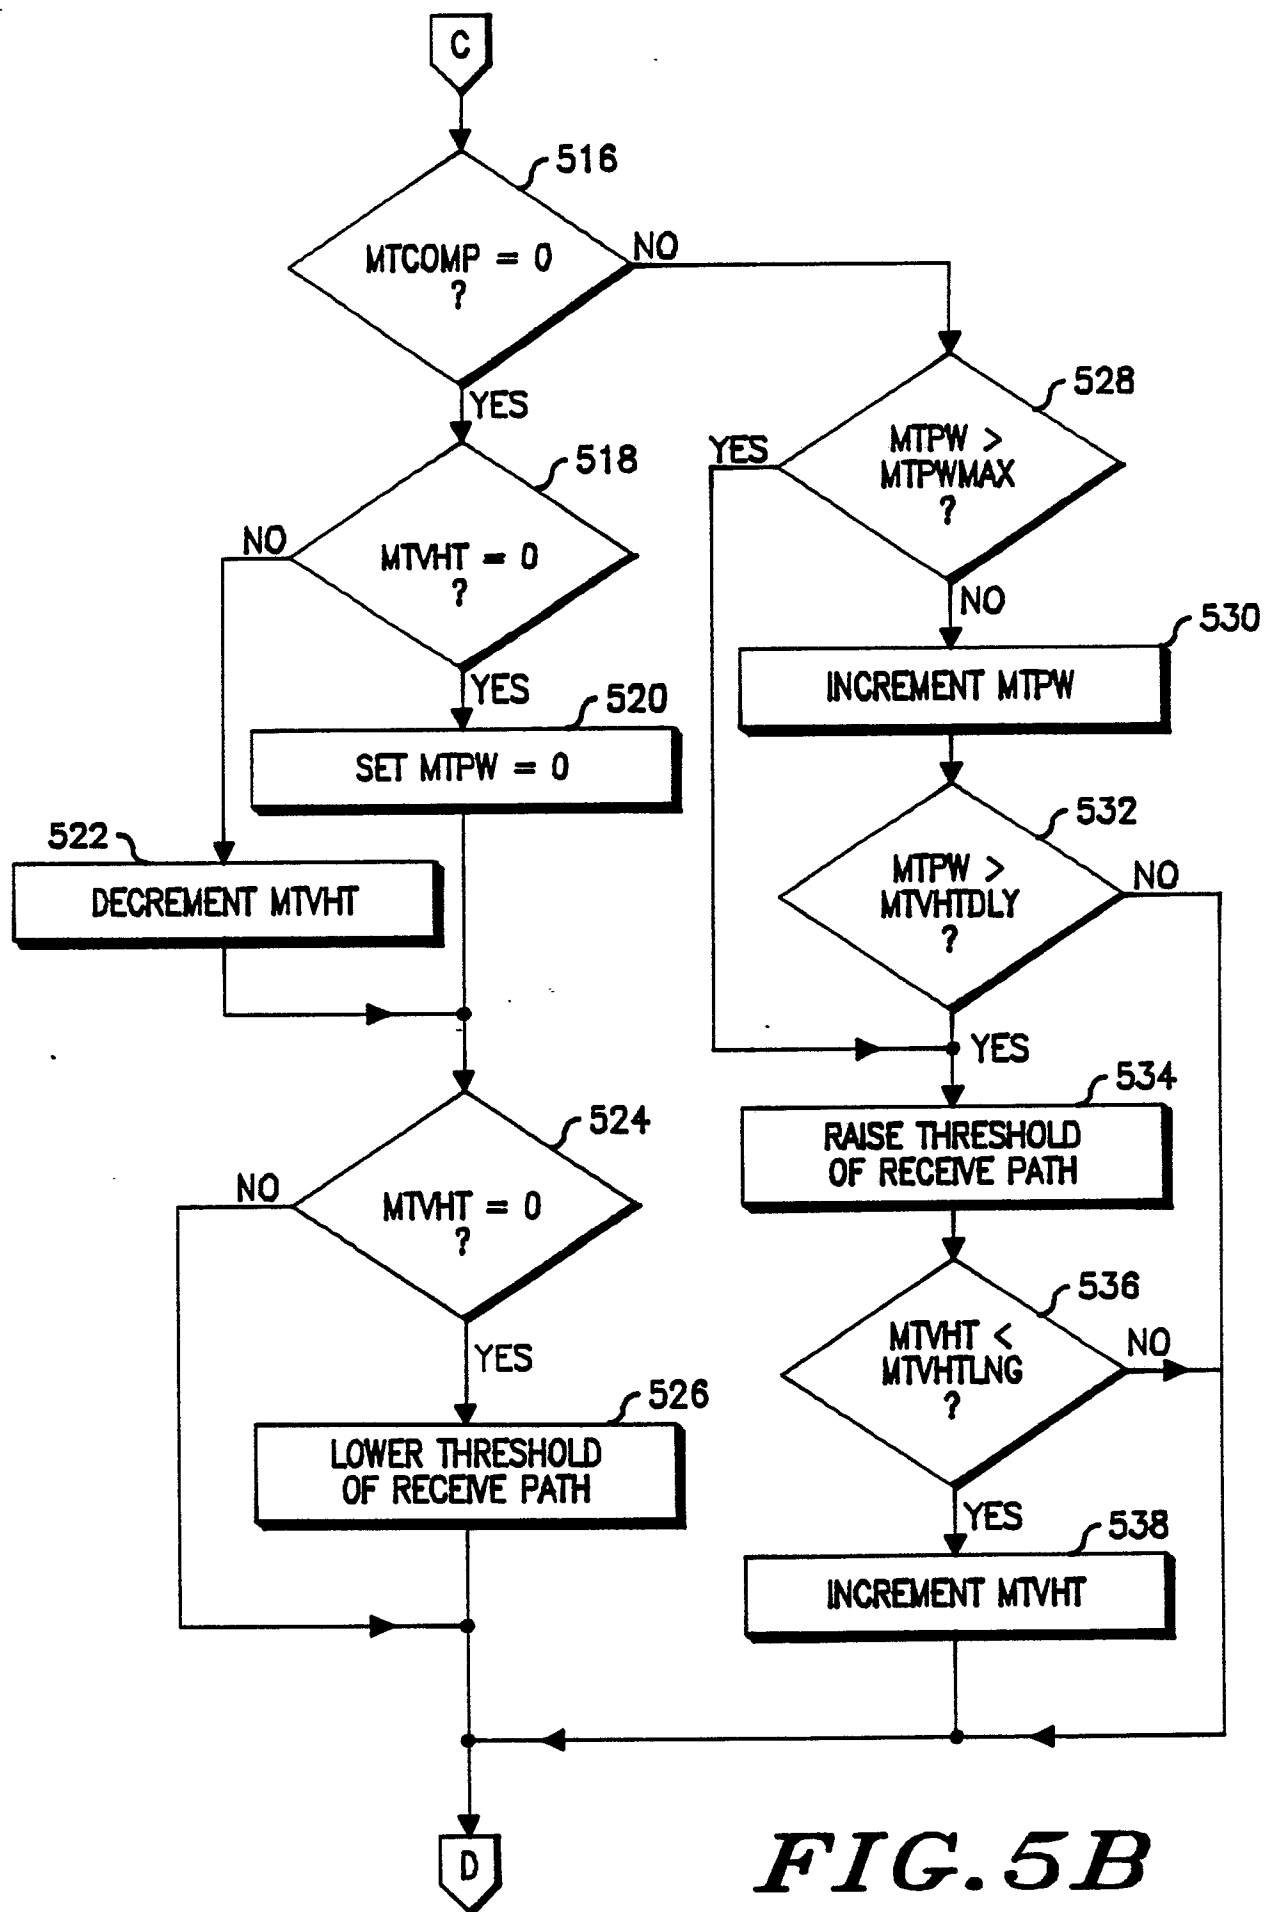 C
516
MTCOMP = 0
?
NO
YES
518
MTVHT = 0
?
NO
YES
520
SET MTPW = 0
522
DECREMENT MTVHT
524
MTVHT = 0
?
NO
YES
526
LOWER THRESHOLD
OF RECEIVE PATH
528
MTPW >
MTPWMAX
?
YES
NO
530
INCREMENT MTPW
532
MTPW >
MTVHTDLY
?
NO
YES
534
RAISE THRESHOLD
OF RECEIVE PATH
536
MTVHT <
MTVHTLNG
?
NO
YES
538
INCREMENT MTVHT
D
FIG.5B